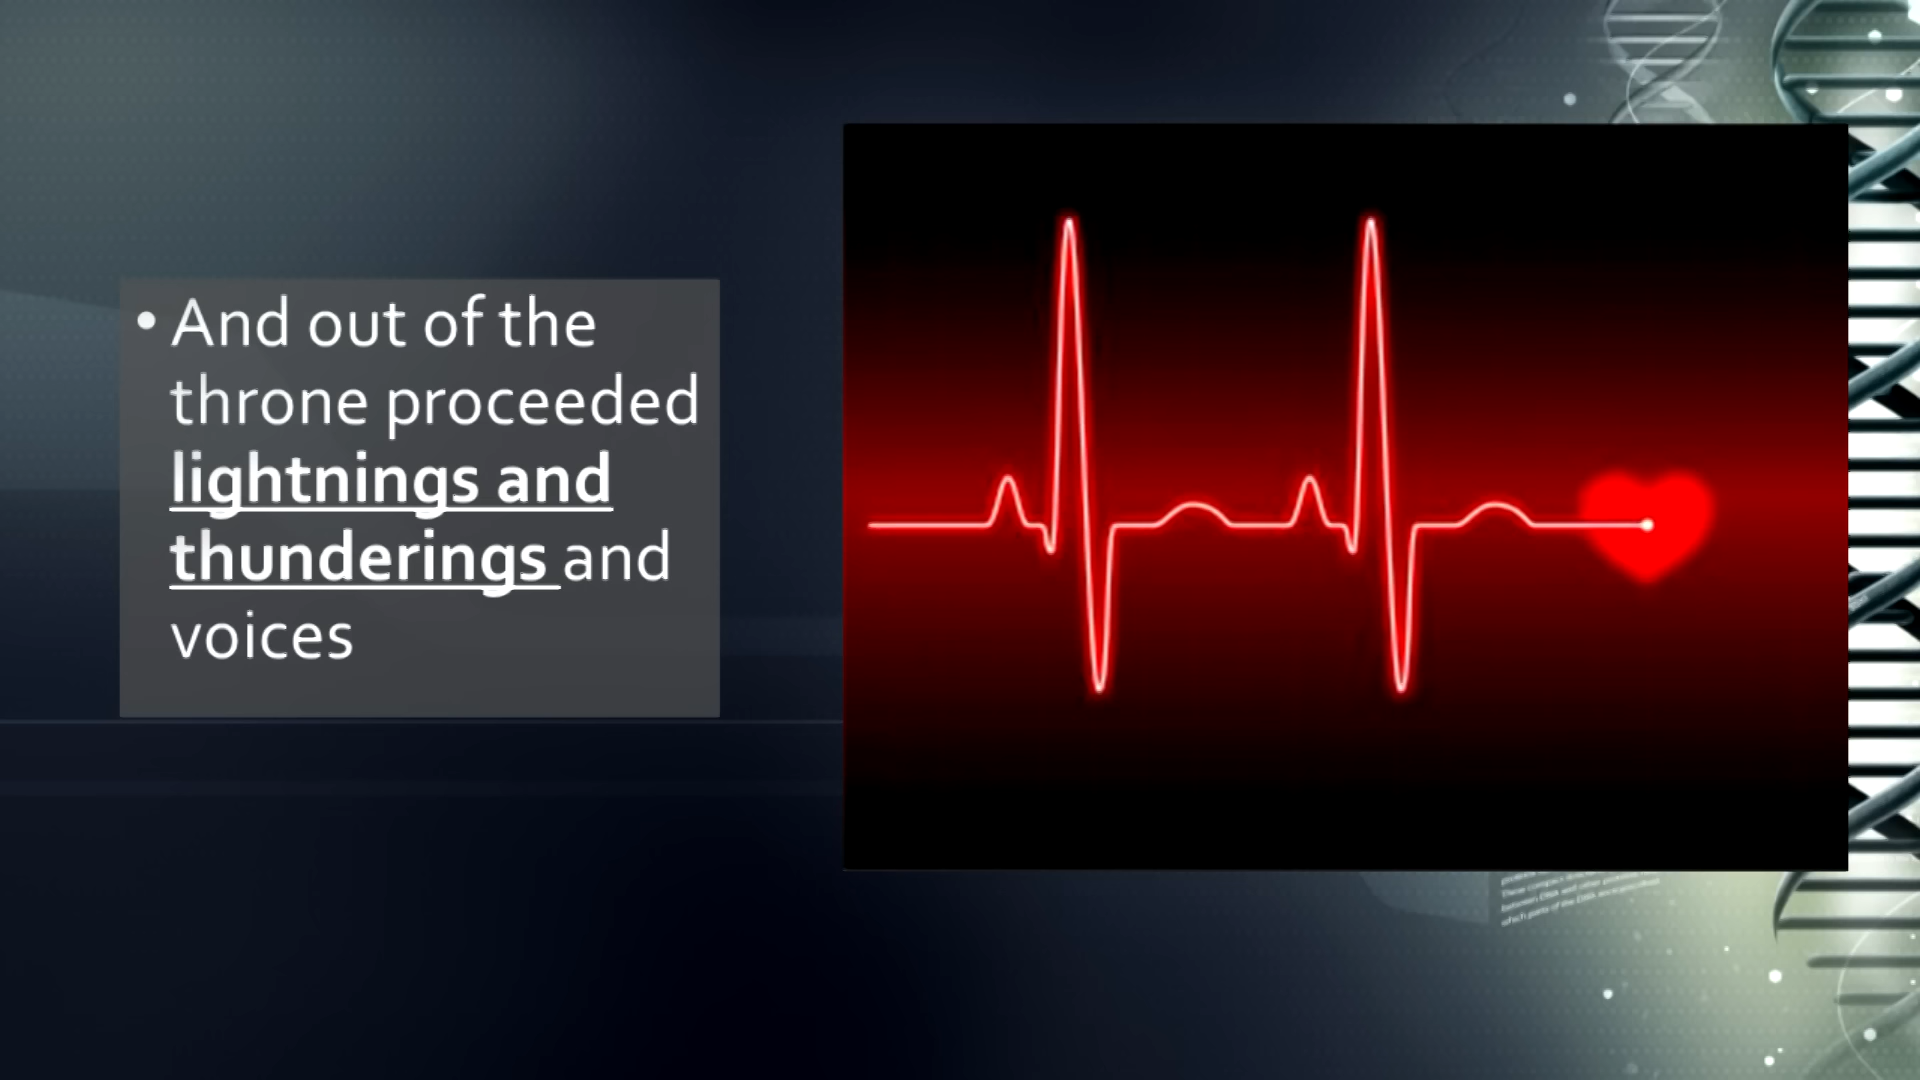 • And out of the
throne proceeded
lightnings and
thunderings and
voices